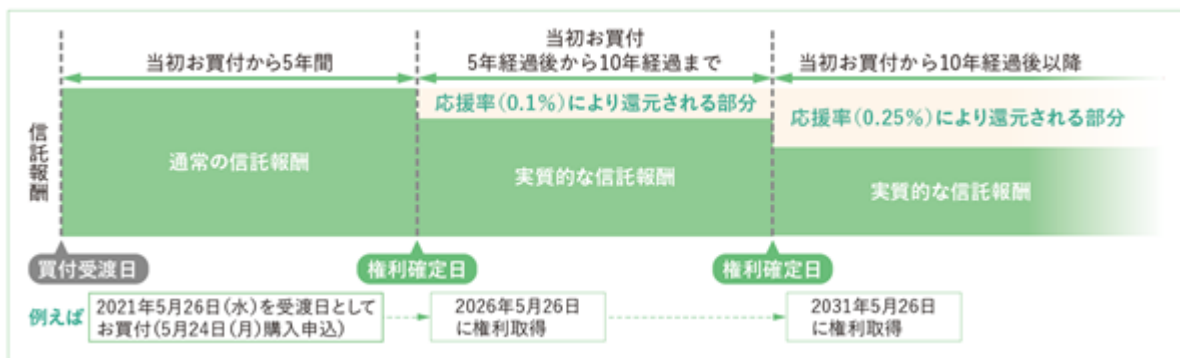 当初お買付から5年間
当初お買付
5年経過後から10年経過まで
当初お買付から10年経過後以降
信託報酬
通常の信託報酬
応援率(0.1%)により還元される部分
実質的な信託報酬
応援率(0.25%)により還元される部分
実質的な信託報酬
買付受渡日
権利確定日
権利確定日
例えば
2021年5月26日(水)を受渡日として
お買付(5月24日(月)購入申込)
2026年5月26日
に権利取得
2031年5月26日
に権利取得